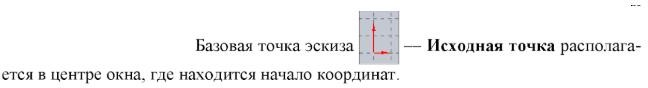 Базовая точка эскиза — Исходная точка располага-
ется в центре окна, где находится начало координат.